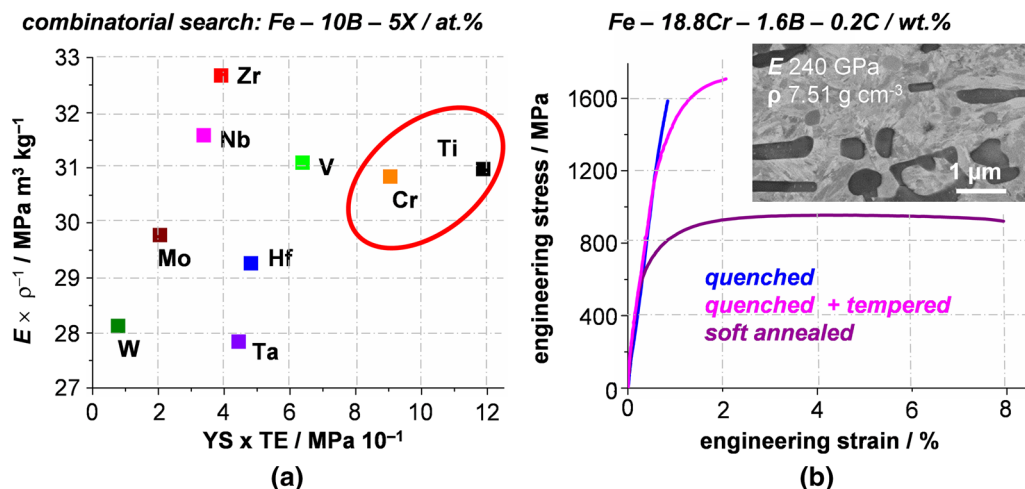 combinatorial search: Fe – 10B – 5X / at.%
33
32
31
30
29
28
27
E × ρ⁻¹ / MPa m³ kg⁻¹
Zr
Nb
V
Ti
Cr
Mo
Hf
W
Ta
0 2 4 6 8 10 12
YS x TE / MPa 10⁻¹
(a)
Fe – 18.8Cr – 1.6B – 0.2C / wt.%
1600
1200
800
400
0
engineering stress / MPa
E 240 GPa
ρ 7.51 g cm⁻³
1 μm
quenched
quenched + tempered
soft annealed
0 2 4 6 8
engineering strain / %
(b)